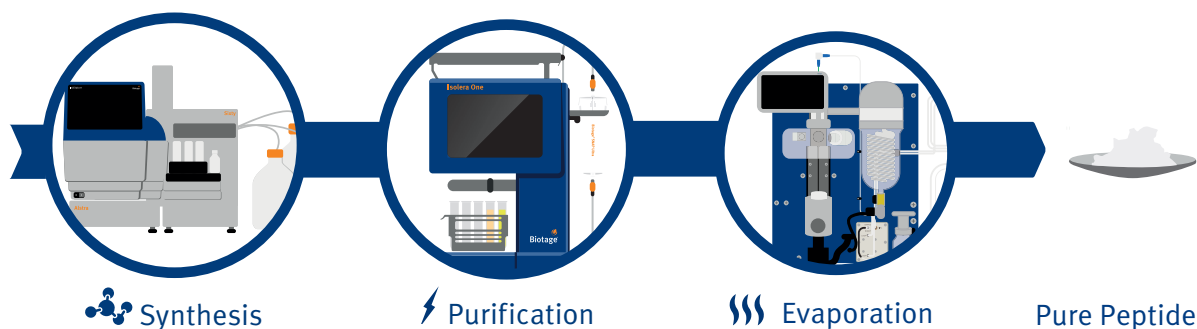 Isolera One
Biotage
Synthesis
Purification
Evaporation
Pure Peptide